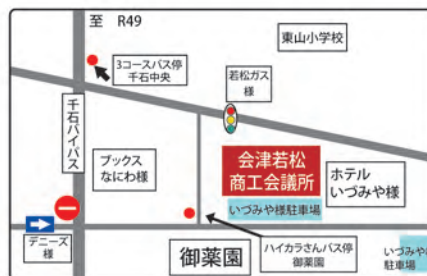 至 R49
東山小学校
3コースバス停
千石中央
若松ガス
様
千石バイパス
ブックス
なにわ様
会津若松
商工会議所
ホテル
いづみや様
いづみや様駐車場
デニーズ
様
御薬園
ハイカラさんバス停
御薬園
いづみや
駐車場